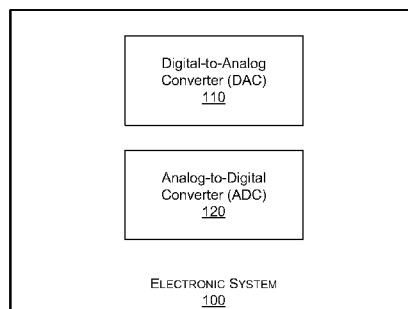 Digital-to-Analog
Converter (DAC)
110
Analog-to-Digital
Converter (ADC)
120
ELECTRONIC SYSTEM
100